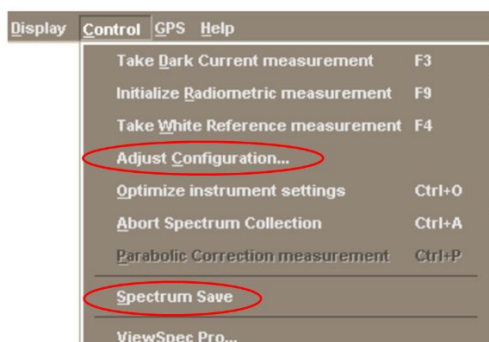 Display Control GPS Help
Take Dark Current measurement F3
Initialize Radiometric measurement F9
Take White Reference measurement F4
Adjust Configuration...
Optimize instrument settings Ctrl+O
Abort Spectrum Collection Ctrl+A
Parabolic Correction measurement Ctrl+P
Spectrum Save
ViewSpec Pro...